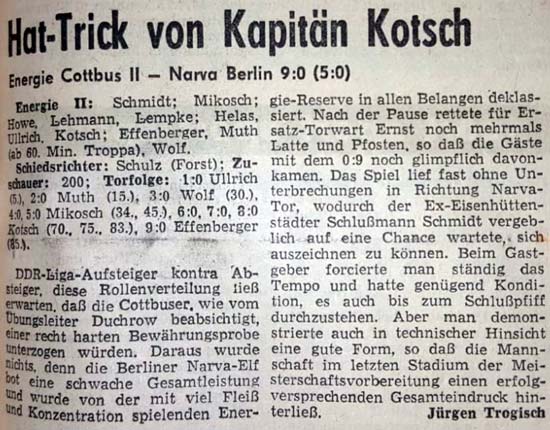 Hat-Trick von Kapitän Kotsch
Energie Cottbus II — Narva Berlin 9:0 (5:0)
Energie II: Schmidt; Mikosch;
Howe, Lehmann, Lempke; Helas,
Ullrich, Kotsch; Effenberger, Muth
(ab 60. Min. Troppa), Wolf.
Schiedsrichter: Schulz (Forst); Zu-
schauer: 200; Torfolge: 1:0 Ullrich
(5.), 2:0 Muth (15.), 3:0 Wolf (30.),
4:0, 5:0 Mikosch (34., 45.), 6:0, 7:0, 8:0
Kotsch (70., 75., 83.), 9:0 Effenberger
(85.).
DDR-Liga-Aufsteiger kontra Ab-
steiger, diese Rollenverteilung ließ
erwarten, daß die Cottbuser, wie vom
Übungsleiter Duchrow beabsichtigt,
einer recht harten Bewährungsprobe
unterzogen würden. Daraus wurde
nichts, denn die Berliner Narva-Elf
bot eine schwache Gesamtleistung
und wurde von der mit viel Fleiß
und Konzentration spielenden Ener-
gie-Reserve in allen Belangen deklas-
siert. Nach der Pause rettete für Er-
satz-Torwart Ernst noch mehrmals
Latte und Pfosten, so daß die Gäste
mit dem 0:9 noch glimpflich davon-
kamen. Das Spiel lief fast ohne Un-
terbrechungen in Richtung Narva-
Tor, wodurch der Ex-Eisenhütten-
städter Schlußmann Schmidt vergeb-
lich auf eine Chance wartete, sich
auszeichnen zu können. Beim Gast-
geber forcierte man ständig das
Tempo und hatte genügend Kondi-
tion, es auch bis zum Schlußpfiff
durchzustehen. Aber man demon-
strierte auch in technischer Hinsicht
eine gute Form, so daß die Mann-
schaft im letzten Stadium der Mei-
sterschaftsvorbereitung einen erfolg-
versprechenden Gesamteindruck hin-
terließ. Jürgen Trogisch